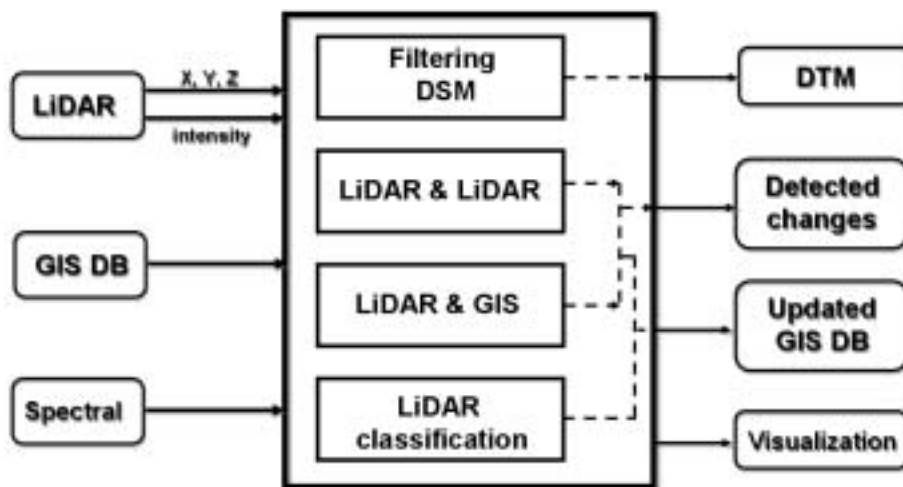 LiDAR
X, Y, Z
intensity
GIS DB
Spectral
Filtering
DSM
LiDAR & LiDAR
LiDAR & GIS
LiDAR
classification
DTM
Detected
changes
Updated
GIS DB
Visualization